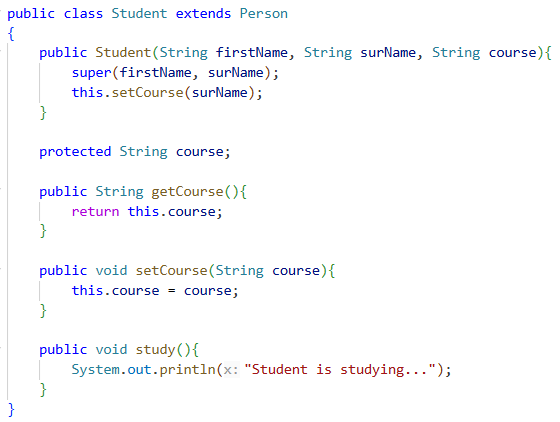 public class Student extends Person
{
    public Student(String firstName, String surName, String course){
        super(firstName, surName);
        this.setCourse(surName);
    }

    protected String course;

    public String getCourse(){
        return this.course;
    }

    public void setCourse(String course){
        this.course = course;
    }

    public void study(){
        System.out.println(x: "Student is studying...");
    }
}